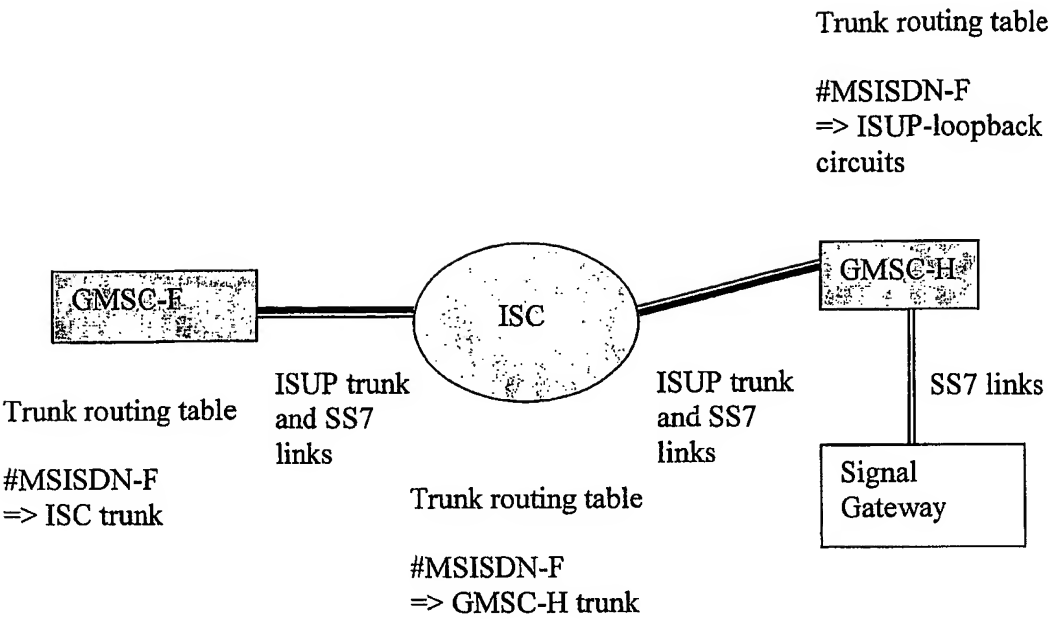 Trunk routing table
#MSISDN-F
=> ISUP-loopback
circuits
GMSC-F
ISC
GMSC-H
ISUP trunk
and SS7
links
ISUP trunk
and SS7
links
SS7 links
Trunk routing table
#MSISDN-F
=> ISC trunk
Trunk routing table
#MSISDN-F
=> GMSC-H trunk
Signal
Gateway